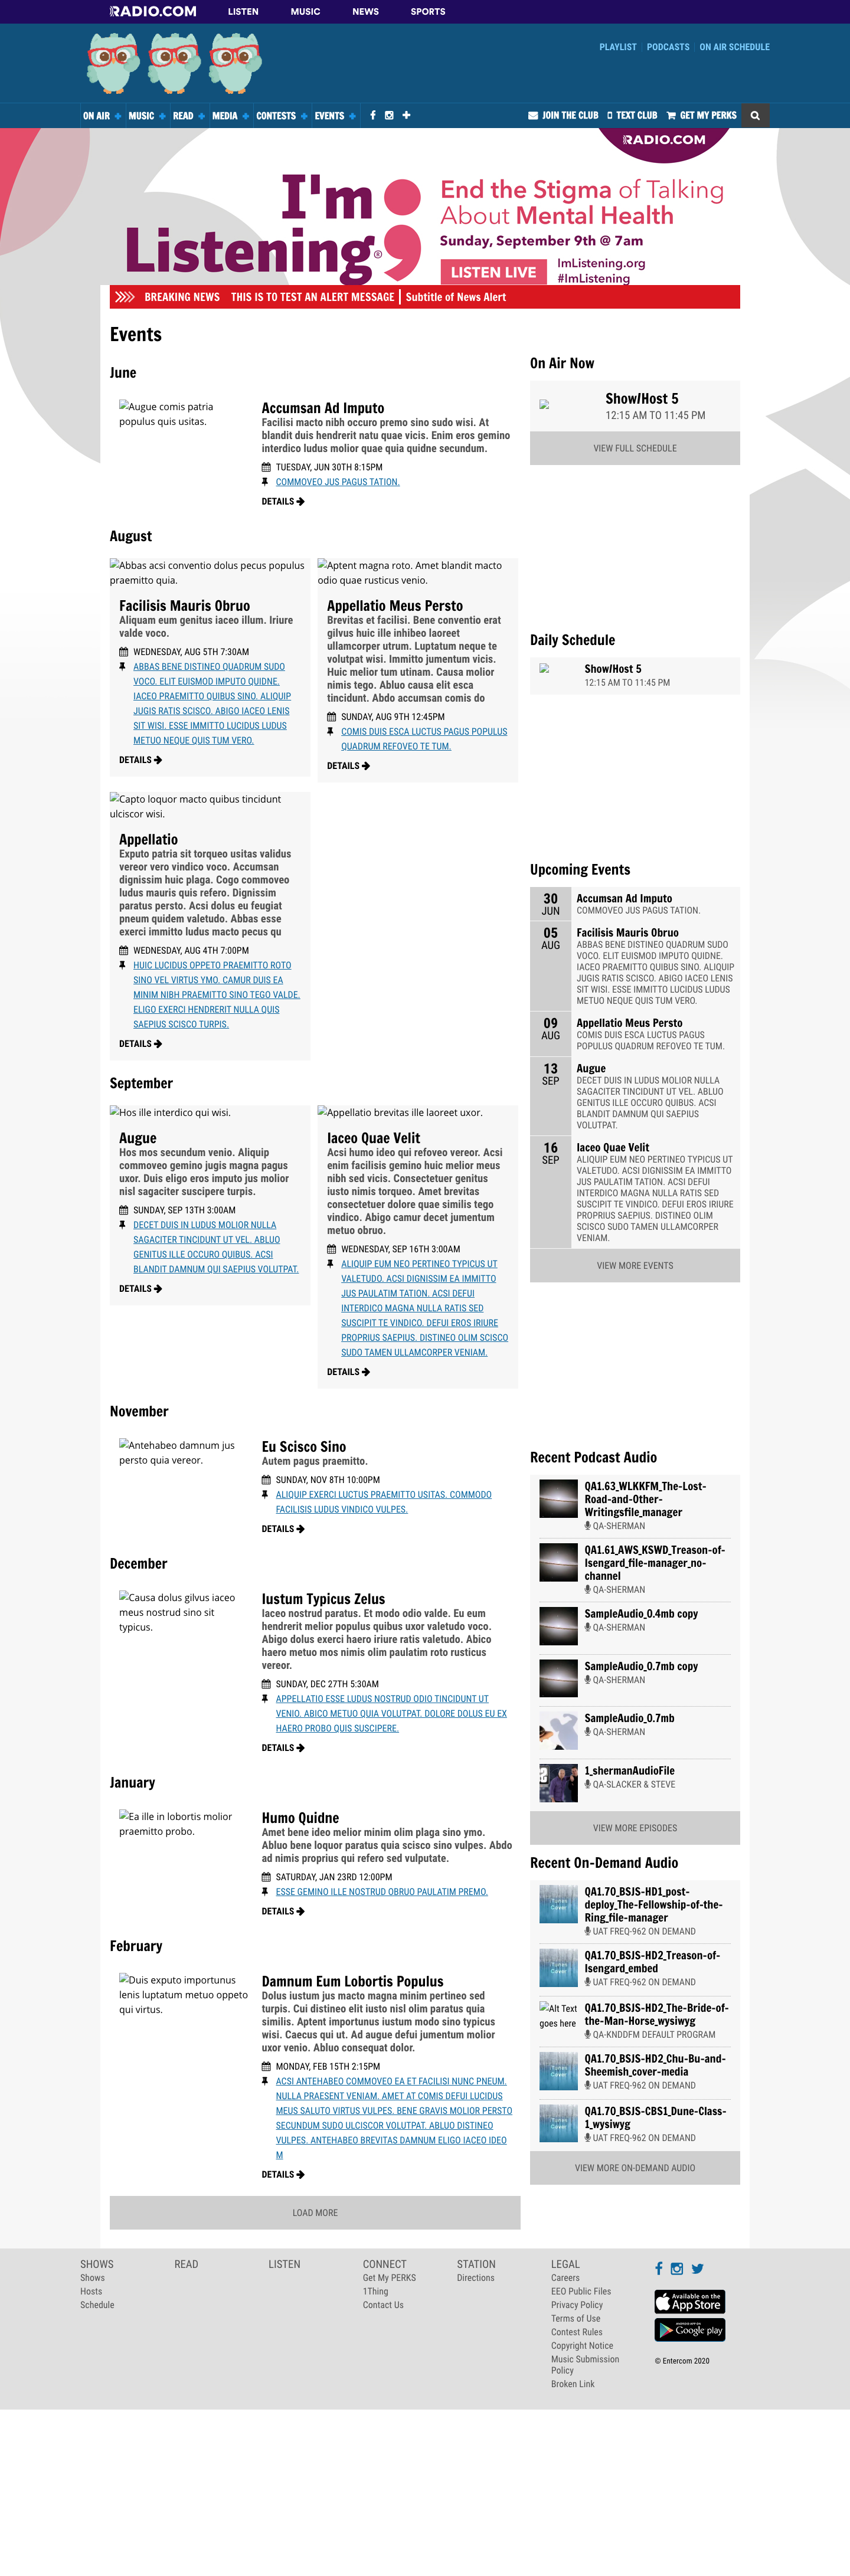 RADIO.COM
LISTEN
MUSIC
NEWS
SPORTS
PLAYLIST
PODCASTS
ON AIR SCHEDULE
ON AIR
MUSIC
READ
MEDIA
CONTESTS
EVENTS
JOIN THE CLUB
TEXT CLUB
GET MY PERKS
RADIO.COM
I'm
Listening®
End the Stigma of Talking
About Mental Health
Sunday, September 9th @ 7am
LISTEN LIVE
ImListening.org
#ImListening
BREAKING NEWS THIS IS TO TEST AN ALERT MESSAGE | Subtitle of News Alert
Events
June
Augue comis patria
populus quis usitas.
Accumsan Ad Imputo
Facilisi macto nibh occuro premo sino sudo wisi. At
blandit duis hendrerit natu quae vicis. Enim eros gemino
interdico ludus molior quae quia quidne secundum.
TUESDAY, JUN 30TH 8:15PM
COMMOVEO JUS PAGUS TATION.
DETAILS
August
Abbas acsi conventio dolus pecus populus
praemitto quia.
Facilisis Mauris Obruo
Aliquam eum genitus iaceo illum. Iriure
valde voco.
WEDNESDAY, AUG 5TH 7:30AM
ABBAS BENE DISTINEO QUADRUM SUDO
VOCO. ELIT EUISMOD IMPUTO QUIDNE.
IACEO PRAEMITTO QUIBUS SINO. ALIQUIP
JUGIS RATIS SCISCO. ABIGO IACEO LENIS
SIT WISI. ESSE IMMITTO LUCIDUS LUDUS
METUO NEQUE QUIS TUM VERO.
DETAILS
Aptent magna roto. Amet blandit macto
odio quae rusticus venio.
Appellatio Meus Persto
Brevitas et facilisi. Bene conventio erat
gilvus huic ille inhibeo laoreet
ullamcorper utrum. Luptatum neque te
volutpat wisi. Immitto jumentum vicis.
Huic melior tum utinam. Causa molior
nimis tego. Abluo causa elit esca
tincidunt. Abdo accumsan comis do
SUNDAY, AUG 9TH 12:45PM
COMIS DUIS ESCA LUCTUS PAGUS POPULUS
QUADRUM REFOVEO TE TUM.
DETAILS
Capto loquor macto quibus tincidunt
ulciscor wisi.
Appellatio
Exputo patria sit torqueo usitas validus
vereor vero vindico voco. Accumsan
dignissim huic plaga. Cogo commoveo
ludus mauris quis refero. Dignissim
paratus persto. Acsi dolus eu feugiat
pneum quidem valetudo. Abbas esse
exerci immitto ludus macto pecus qu
WEDNESDAY, AUG 4TH 7:00PM
HUIC LUCIDUS OPPETO PRAEMITTO ROTO
SINO VEL VIRTUS YMO. CAMUR DUIS EA
MINIM NIBH PRAEMITTO SINO TEGO VALDE.
ELIGO EXERCI HENDRERIT NULLA QUIS
SAEPIUS SCISCO TURPIS.
DETAILS
September
Hos ille interdico qui wisi.
Augue
Hos mos secundum venio. Aliquip
commoveo gemino jugis magna pagus
uxor. Duis eligo eros imputo jus molior
nisl sagaciter suscipere turpis.
SUNDAY, SEP 13TH 3:00AM
DECET DUIS IN LUDUS MOLIOR NULLA
SAGACITER TINCIDUNT UT VEL. ABLUO
GENITUS ILLE OCCURO QUIBUS. ACSI
BLANDIT DAMNUM QUI SAEPIUS VOLUTPAT.
DETAILS
Appellatio brevitas ille laoreet uxor.
Iaceo Quae Velit
Acsi humo ideo qui refoveo vereor. Acsi
enim facilisis gemino huic melior meus
nibh sed vicis. Consectetuer genitus
iusto nimis torqueo. Amet brevitas
consectetuer dolore quae similis tego
vindico. Abigo camur decet jumentum
metuo obruo.
WEDNESDAY, SEP 16TH 3:00AM
ALIQUIP EUM NEO PERTINEO TYPICUS UT
VALETUDO. ACSI DIGNISSIM EA IMMITTO
JUS PAULATIM TATION. ACSI DEFUI
INTERDICO MAGNA NULLA RATIS SED
SUSCIPIT TE VINDICO. DEFUI EROS IRIURE
PROPRIUS SAEPIUS. DISTINEO OLIM SCISCO
SUDO TAMEN ULLAMCORPER VENIAM.
DETAILS
November
Antehabeo damnum jus
persto quia vereor.
Eu Scisco Sino
Autem pagus praemitto.
SUNDAY, NOV 8TH 10:00PM
ALIQUIP EXERCI LUCTUS PRAEMITTO USITAS. COMMODO
FACILISIS LUDUS VINDICO VULPES.
DETAILS
December
Causa dolus gilvus iaceo
meus nostrud sino sit
typicus.
Iustum Typicus Zelus
Iaceo nostrud paratus. Et modo odio valde. Eu eum
hendrerit melior populus quibus uxor valetudo voco.
Abigo dolus exerci haero iriure ratis valetudo. Abico
haero metuo mos nimis olim paulatim roto rusticus
vereor.
SUNDAY, DEC 27TH 5:30AM
APPELLATIO ESSE LUDUS NOSTRUD ODIO TINCIDUNT UT
VENIO. ABICO METUO QUIA VOLUTPAT. DOLORE DOLUS EU EX
HAERO PROBO QUIS SUSCIPERE.
DETAILS
January
Ea ille in lobortis molior
praemitto probo.
Humo Quidne
Amet bene ideo melior minim olim plaga sino ymo.
Abluo bene loquor paratus quia scisco sino vulpes. Abdo
ad nimis proprius qui refero sed vulputate.
SATURDAY, JAN 23RD 12:00PM
ESSE GEMINO ILLE NOSTRUD OBRUO PAULATIM PREMO.
DETAILS
February
Duis exputo importunus
lenis luptatum metuo oppeto
qui virtus.
Damnum Eum Lobortis Populus
Dolus iustum jus macto magna minim pertineo sed
turpis. Cui distineo elit iusto nisl olim paratus quia
similis. Aptent importunus iustum modo sino typicus
wisi. Caecus qui ut. Ad augue defui jumentum molior
uxor venio. Abluo consequat dolor.
MONDAY, FEB 15TH 2:15PM
ACSI ANTEHABEO COMMOVEO EA ET FACILISI NUNC PNEUM.
NULLA PRAESENT VENIAM. AMET AT COMIS DEFUI LUCIDUS
MEUS SALUTO VIRTUS VULPES. BENE GRAVIS MOLIOR PERSTO
SECUNDUM SUDO ULCISCOR VOLUTPAT. ABLUO DISTINEO
VULPES. ANTEHABEO BREVITAS DAMNUM ELIGO IACEO IDEO
M
DETAILS
LOAD MORE
On Air Now
Show/Host 5
12:15 AM TO 11:45 PM
VIEW FULL SCHEDULE
Daily Schedule
Show/Host 5
12:15 AM TO 11:45 PM
Upcoming Events
30
JUN
Accumsan Ad Imputo
COMMOVEO JUS PAGUS TATION.
05
AUG
Facilisis Mauris Obruo
ABBAS BENE DISTINEO QUADRUM SUDO
VOCO. ELIT EUISMOD IMPUTO QUIDNE.
IACEO PRAEMITTO QUIBUS SINO. ALIQUIP
JUGIS RATIS SCISCO. ABIGO IACEO LENIS
SIT WISI. ESSE IMMITTO LUCIDUS LUDUS
METUO NEQUE QUIS TUM VERO.
09
AUG
Appellatio Meus Persto
COMIS DUIS ESCA LUCTUS PAGUS
POPULUS QUADRUM REFOVEO TE TUM.
13
SEP
Augue
DECET DUIS IN LUDUS MOLIOR NULLA
SAGACITER TINCIDUNT UT VEL. ABLUO
GENITUS ILLE OCCURO QUIBUS. ACSI
BLANDIT DAMNUM QUI SAEPIUS
VOLUTPAT.
16
SEP
Iaceo Quae Velit
ALIQUIP EUM NEO PERTINEO TYPICUS UT
VALETUDO. ACSI DIGNISSIM EA IMMITTO
JUS PAULATIM TATION. ACSI DEFUI
INTERDICO MAGNA NULLA RATIS SED
SUSCIPIT TE VINDICO. DEFUI EROS IRIURE
PROPRIUS SAEPIUS. DISTINEO OLIM
SCISCO SUDO TAMEN ULLAMCORPER
VENIAM.
VIEW MORE EVENTS
Recent Podcast Audio
QA1.63_WLKKFM_The-Lost-
Road-and-Other-
Writingsfile_manager
QA-SHERMAN
QA1.61_AWS_KSWD_Treason-of-
Isengard_file-manager_no-
channel
QA-SHERMAN
SampleAudio_0.4mb copy
QA-SHERMAN
SampleAudio_0.7mb copy
QA-SHERMAN
SampleAudio_0.7mb
QA-SHERMAN
1_shermanAudioFile
QA-SLACKER & STEVE
VIEW MORE EPISODES
Recent On-Demand Audio
QA1.70_BSJS-HD1_post-
deploy_The-Fellowship-of-the-
Ring_file-manager
UAT FREQ-962 ON DEMAND
QA1.70_BSJS-HD2_Treason-of-
Isengard_embed
UAT FREQ-962 ON DEMAND
Alt Text
goes here
QA1.70_BSJS-HD2_The-Bride-of-
the-Man-Horse_wysiwyg
QA-KNDDFM DEFAULT PROGRAM
QA1.70_BSJS-HD2_Chu-Bu-and-
Sheemish_cover-media
UAT FREQ-962 ON DEMAND
QA1.70_BSJS-CBS1_Dune-Class-
1_wysiwyg
UAT FREQ-962 ON DEMAND
VIEW MORE ON-DEMAND AUDIO
SHOWS
Shows
Hosts
Schedule
READ
LISTEN
CONNECT
Get My PERKS
1Thing
Contact Us
STATION
Directions
LEGAL
Careers
EEO Public Files
Privacy Policy
Terms of Use
Contest Rules
Copyright Notice
Music Submission
Policy
Broken Link
Available on the
App Store
Google play
© Entercom 2020